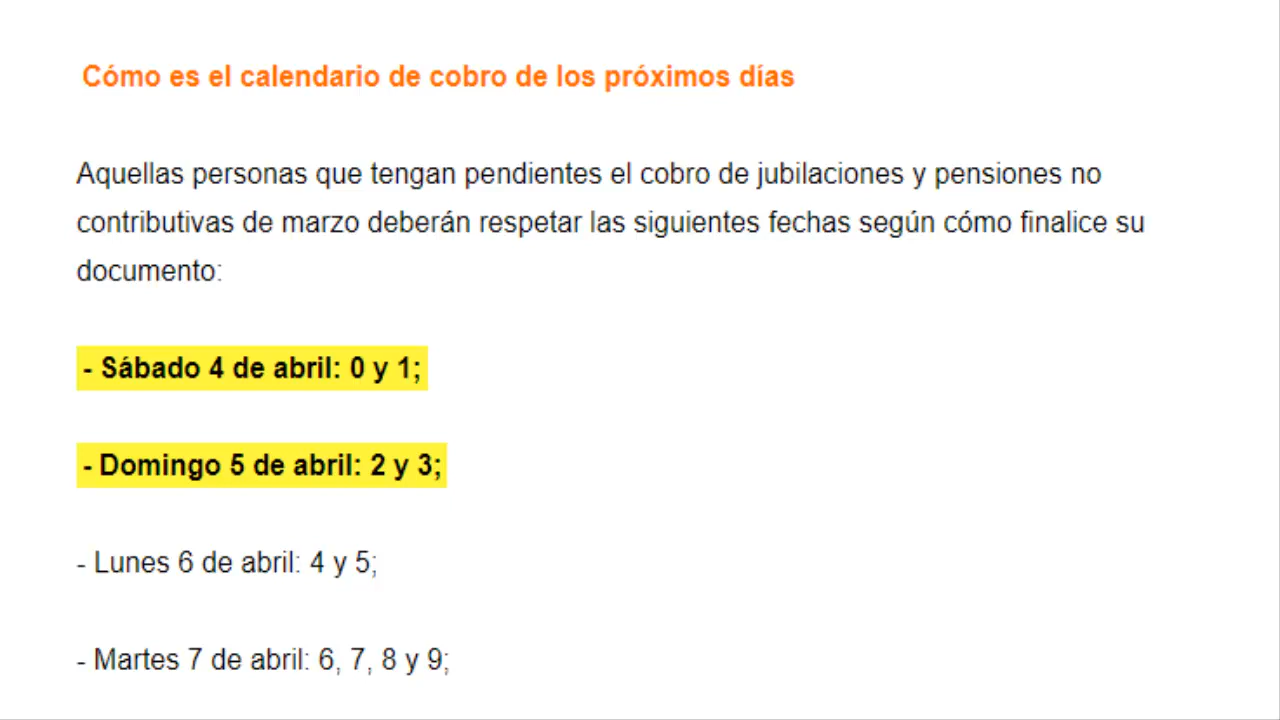 Cómo es el calendario de cobro de los próximos días
Aquellas personas que tengan pendientes el cobro de jubilaciones y pensiones no
contributivas de marzo deberán respetar las siguientes fechas según cómo finalice su
documento:
- Sábado 4 de abril: 0 y 1;
- Domingo 5 de abril: 2 y 3;
- Lunes 6 de abril: 4 y 5;
- Martes 7 de abril: 6, 7, 8 y 9;